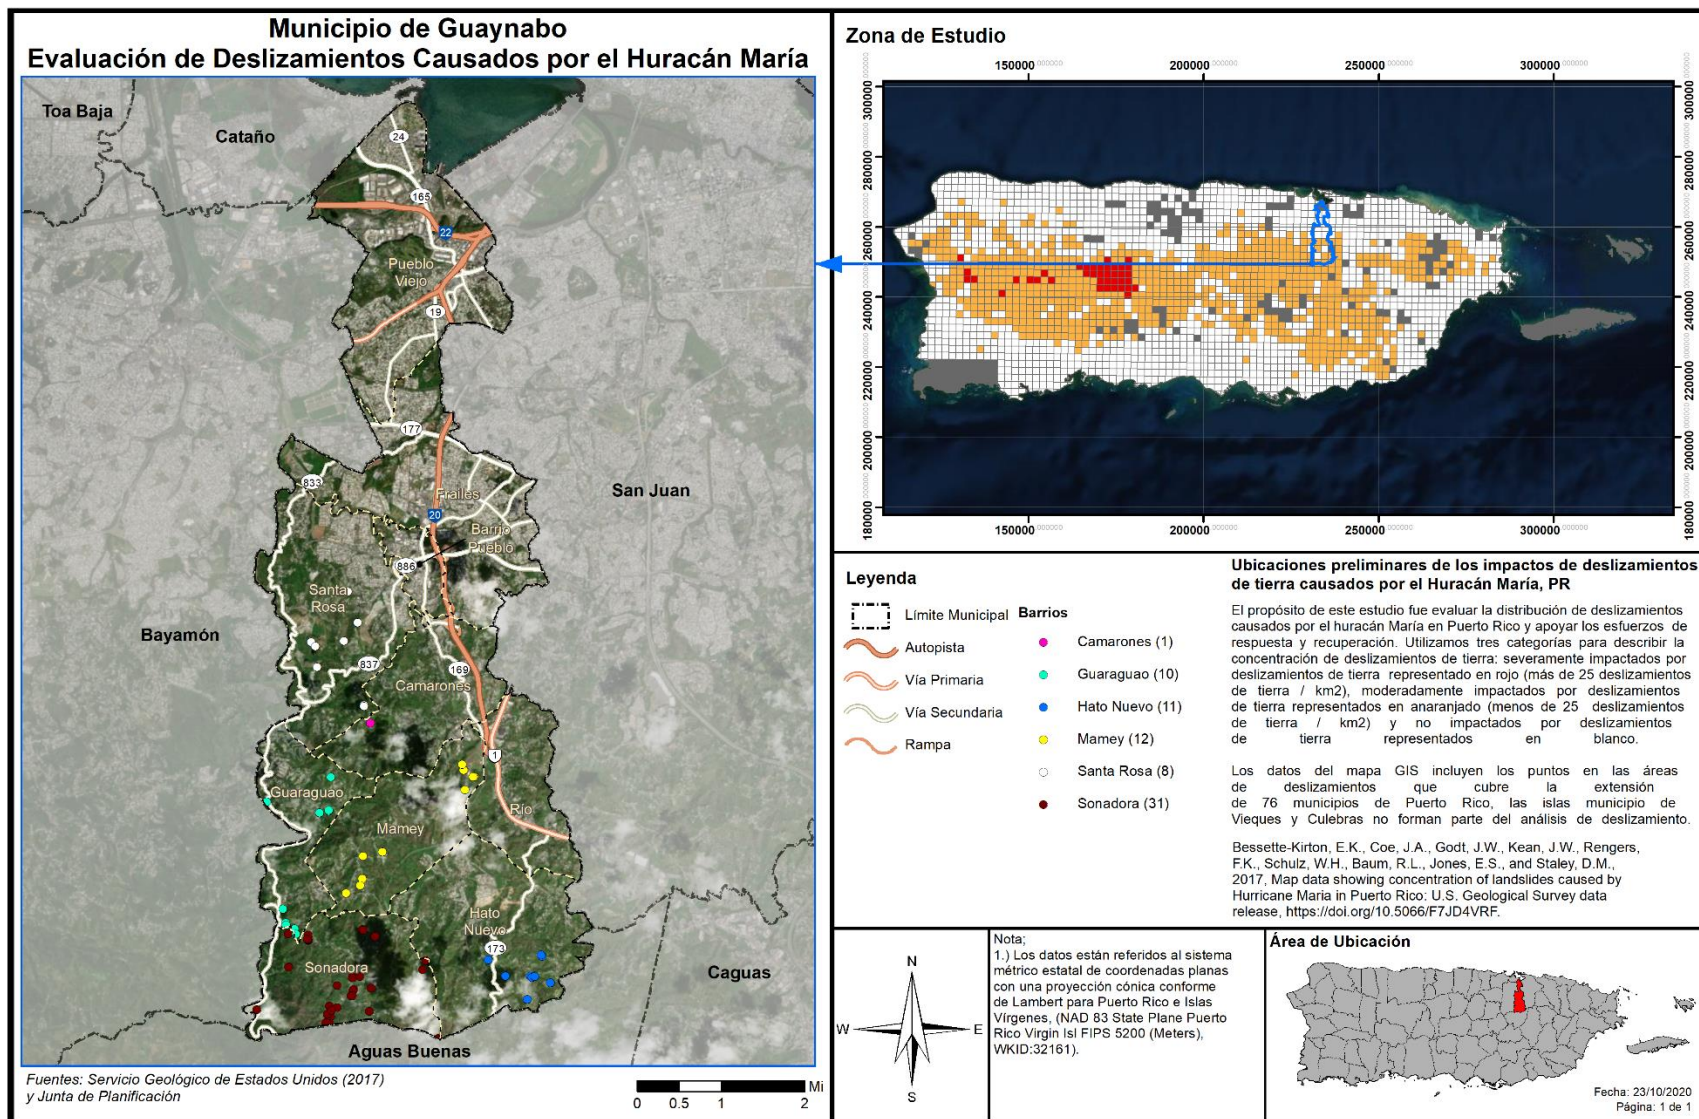 Municipio de Guaynabo
Evaluación de Deslizamientos Causados por el Huracán María
Toa Baja
Cataño
24
165
22
Pueblo
Viejo
19
177
833
San Juan
Frailes
20
Barrio
Pueblo
886
Santa
Rosa
Bayamón
837
169
Camarones
1
Guaraguao
Río
Mamey
Hato
Nuevo
173
Sonadora
Caguas
Aguas Buenas
Fuentes: Servicio Geológico de Estados Unidos (2017)
y Junta de Planificación
Mi
0 0.5 1 2
Zona de Estudio
150000 200000 250000 300000
300000 300000
280000 280000
260000 260000
240000 240000
220000 220000
200000 200000
180000 180000
150000 200000 250000 300000
Leyenda
Límite Municipal
Autopista
Vía Primaria
Vía Secundaria
Rampa
Barrios
Camarones (1)
Guaraguao (10)
Hato Nuevo (11)
Mamey (12)
Santa Rosa (8)
Sonadora (31)
Ubicaciones preliminares de los impactos de deslizamientos
de tierra causados por el Huracán María, PR
El propósito de este estudio fue evaluar la distribución de deslizamientos
causados por el huracán María en Puerto Rico y apoyar los esfuerzos de
respuesta y recuperación. Utilizamos tres categorías para describir la
concentración de deslizamientos de tierra: severamente impactados por
deslizamientos de tierra representado en rojo (más de 25 deslizamientos
de tierra / km2), moderadamente impactados por deslizamientos
de tierra representados en anaranjado (menos de 25 deslizamientos
de tierra / km2) y no impactados por deslizamientos
de tierra representados en blanco.
Los datos del mapa GIS incluyen los puntos en las áreas
de deslizamientos que cubre la extensión
de 76 municipios de Puerto Rico, las islas municipio de
Vieques y Culebras no forman parte del análisis de deslizamiento.
Bessette-Kirton, E.K., Coe, J.A., Godt, J.W., Kean, J.W., Rengers,
F.K., Schulz, W.H., Baum, R.L., Jones, E.S., and Staley, D.M.,
2017, Map data showing concentration of landslides caused by
Hurricane Maria in Puerto Rico: U.S. Geological Survey data
release, https://doi.org/10.5066/F7JD4VRF.
N
W E
S
Nota;
1.) Los datos están referidos al sistema
métrico estatal de coordenadas planas
con una proyección cónica conforme
de Lambert para Puerto Rico e Islas
Vírgenes, (NAD 83 State Plane Puerto
Rico Virgin Isl FIPS 5200 (Meters),
WKID:32161).
Área de Ubicación
Fecha: 23/10/2020
Página: 1 de 1